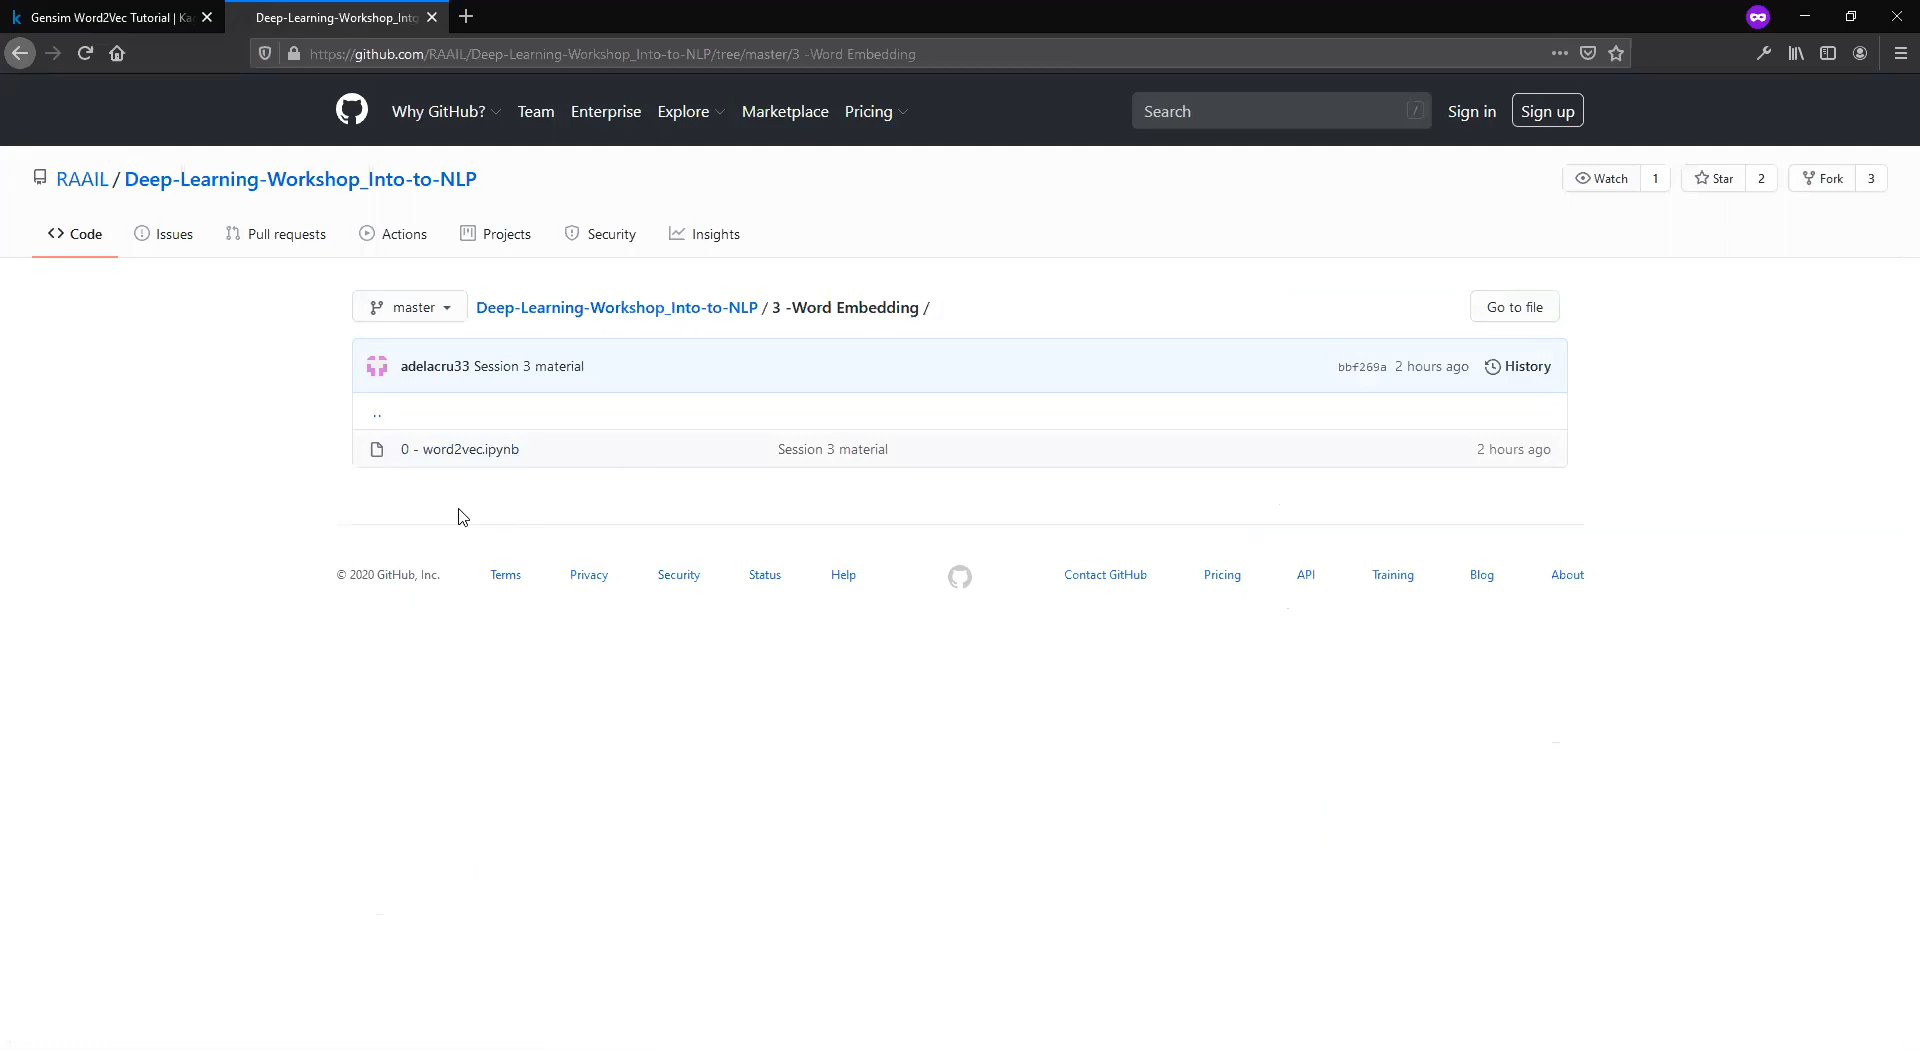 Gensim Word2Vec Tutorial | Ka
Deep-Learning-Workshop_Into
https://github.com/RAAIL/Deep-Learning-Workshop_Into-to-NLP/tree/master/3 -Word Embedding
Why GitHub? Team Enterprise Explore Marketplace Pricing Search / Sign in Sign up
RAAIL / Deep-Learning-Workshop_Into-to-NLP
Watch 1 Star 2 Fork 3
Code Issues Pull requests Actions Projects Security Insights
master Deep-Learning-Workshop_Into-to-NLP / 3 -Word Embedding / Go to file
adelacru33 Session 3 material bbf269a 2 hours ago History
..
0 - word2vec.ipynb Session 3 material 2 hours ago
© 2020 GitHub, Inc. Terms Privacy Security Status Help Contact GitHub Pricing API Training Blog About